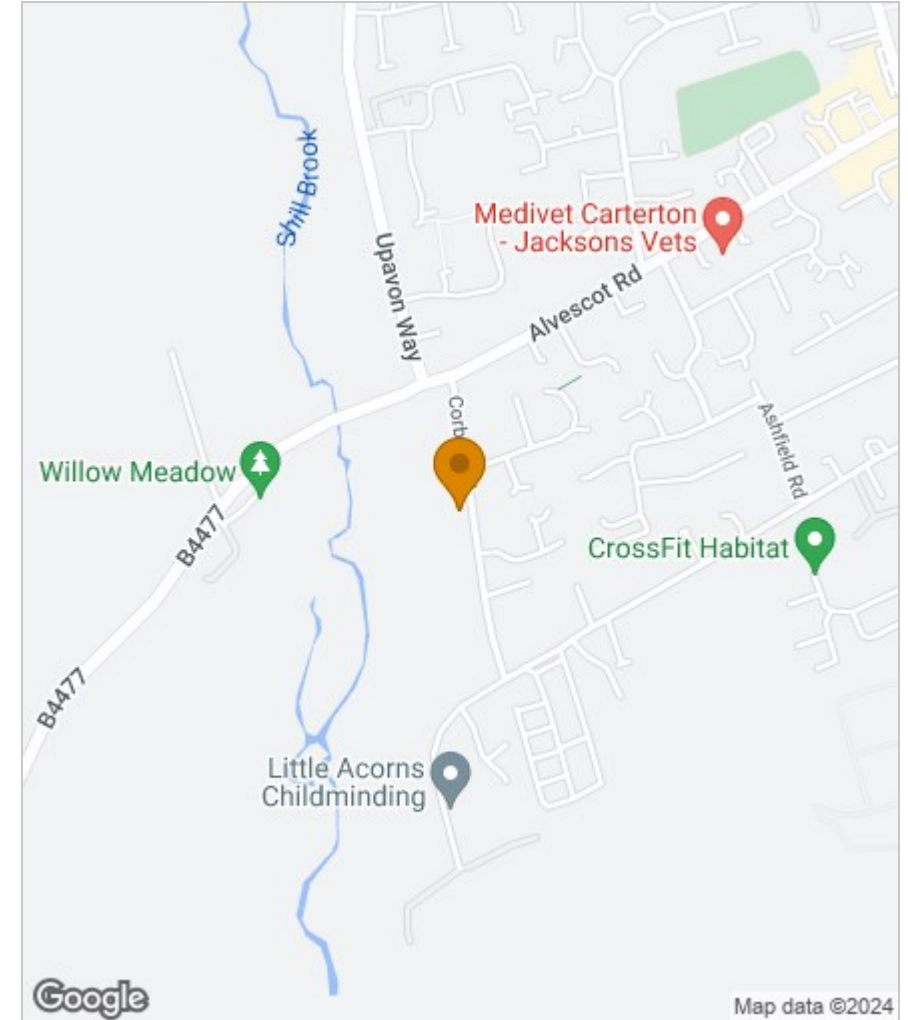 Shill Brook
Upavon Way
Medivet Carterton
- Jacksons Vets
Alvescot Rd
Corb
Ashfield Rd
Willow Meadow
B4477
CrossFit Habitat
B4477
Little Acorns
Childminding
Google
Map data ©2024